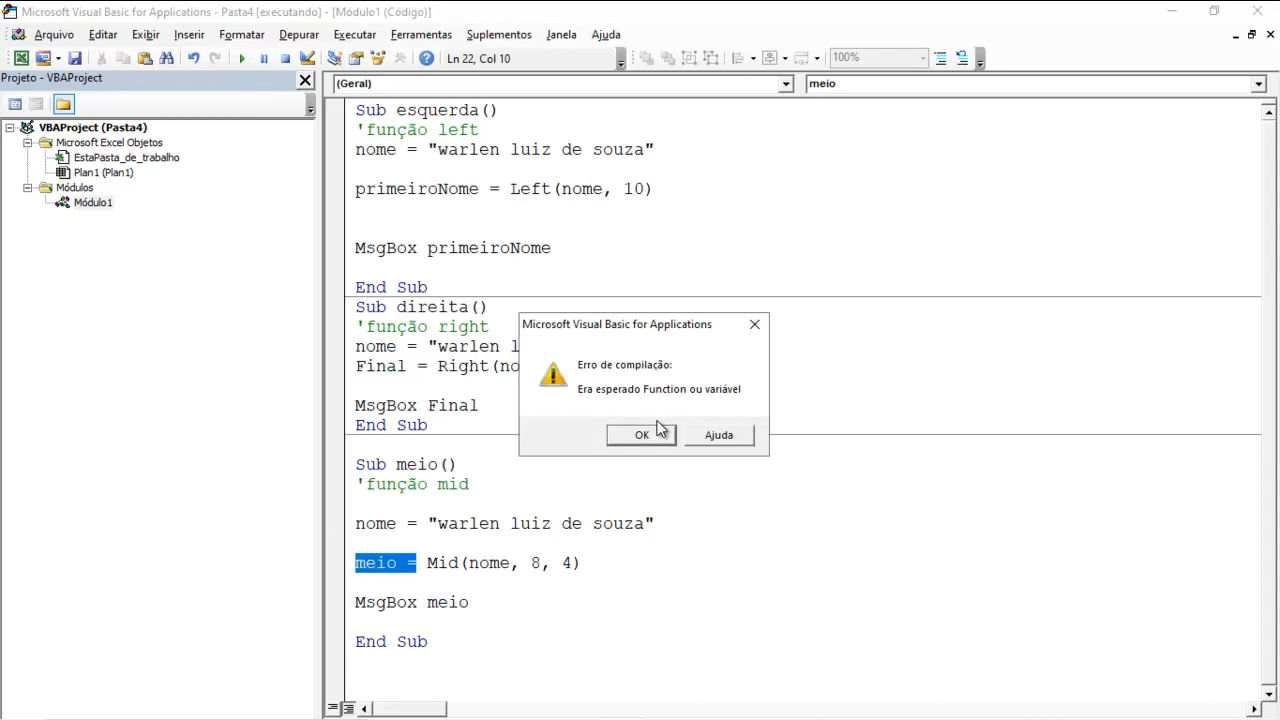 Microsoft Visual Basic for Applications - Pasta4 [executando] - [Módulo1 (Código)]
Arquivo Editar Exibir Inserir Formatar Depurar Executar Ferramentas Suplementos Janela Ajuda
Ln 22, Col 10
100%
Projeto - VBAProject
VBAProject (Pasta4)
Microsoft Excel Objetos
EstaPasta_de_trabalho
Plan1 (Plan1)
Módulos
Módulo1
(Geral)
meio
Sub esquerda()
'função left
nome = "warlen luiz de souza"
primeiroNome = Left(nome, 10)
MsgBox primeiroNome
End Sub
Sub direita()
'função right
nome = "warlen l
Final = Right(no
MsgBox Final
End Sub
Sub meio()
'função mid
nome = "warlen luiz de souza"
meio = Mid(nome, 8, 4)
MsgBox meio
End Sub
Microsoft Visual Basic for Applications
Erro de compilação:
Era esperado Function ou variável
OK
Ajuda